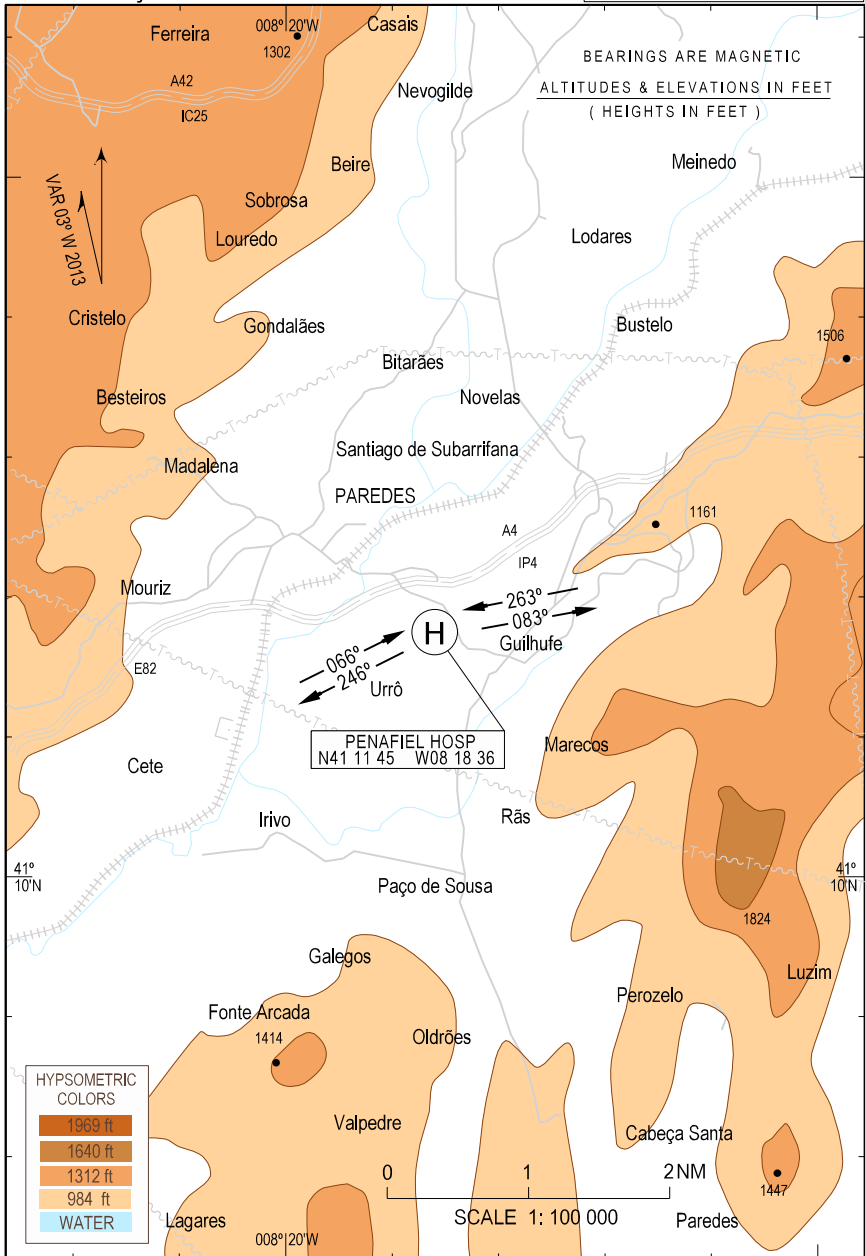 008º 20'W
Ferreira
Casais
1302
BEARINGS ARE MAGNETIC
ALTITUDES & ELEVATIONS IN FEET
( HEIGHTS IN FEET )
A42
Nevogilde
IC25
Beire
Meinedo
VAR 03º W 2013
Sobrosa
Louredo
Lodares
Cristelo
Gondalães
Bustelo
1506
Bitarães
Besteiros
Novelas
Santiago de Subarrifana
Madalena
PAREDES
1161
A4
IP4
Mouriz
263º
083º
H
Guilhufe
066º
246º
E82
Urrô
PENAFIEL HOSP
N41 11 45 W08 18 36
Marecos
Cete
Irivo
Rãs
41º
10'N
41º
10'N
Paço de Sousa
1824
Galegos
Luzim
Perozelo
Fonte Arcada
1414
Oldrões
HYPSOMETRIC
COLORS
1969 ft
1640 ft
1312 ft
984 ft
WATER
Valpedre
Cabeça Santa
0 1 2NM
1447
SCALE 1: 100 000
Lagares
Paredes
008º 20'W